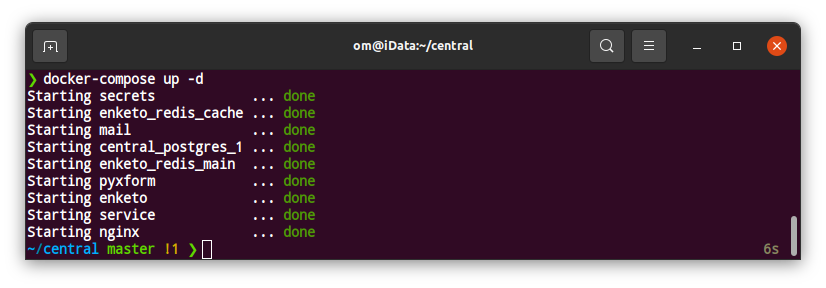 om@iData:~/central
❯ docker-compose up -d
Starting secrets            ... done
Starting enketo_redis_cache ... done
Starting mail               ... done
Starting central_postgres_1 ... done
Starting enketo_redis_main  ... done
Starting pyxform            ... done
Starting enketo             ... done
Starting service            ... done
Starting nginx              ... done
~/central master !1 ❯ 6s